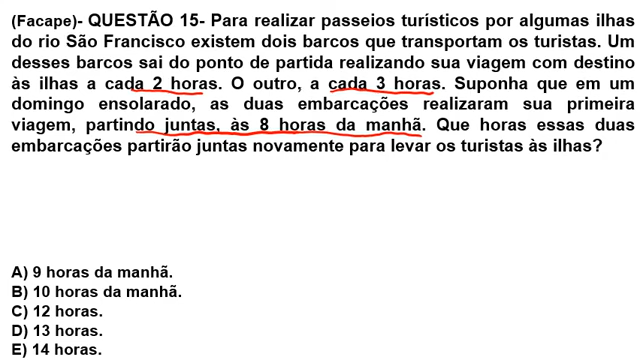 (Facape)- QUESTÃO 15- Para realizar passeios turísticos por algumas ilhas
do rio São Francisco existem dois barcos que transportam os turistas. Um
desses barcos sai do ponto de partida realizando sua viagem com destino
às ilhas a cada 2 horas. O outro, a cada 3 horas. Suponha que em um
domingo ensolarado, as duas embarcações realizaram sua primeira
viagem, partindo juntas, às 8 horas da manhã. Que horas essas duas
embarcações partirão juntas novamente para levar os turistas às ilhas?
A) 9 horas da manhã.
B) 10 horas da manhã.
C) 12 horas.
D) 13 horas.
E) 14 horas.